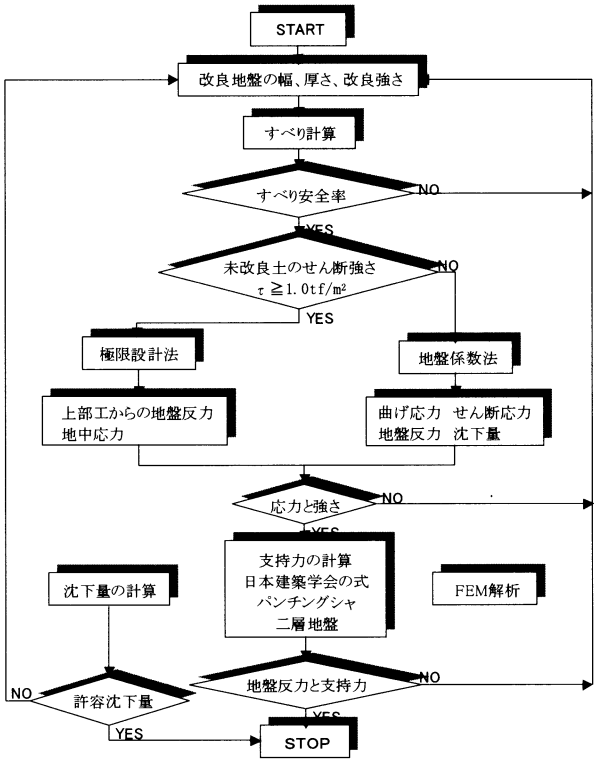 START
改良地盤の幅、厚さ、改良強さ
すべり計算
すべり安全率
NO
YES
未改良土のせん断強さ
τ≧1.0tf/m²
NO
YES
極限設計法
地盤係数法
上部工からの地盤反力
地中応力
曲げ応力 せん断応力
地盤反力 沈下量
応力と強さ
NO
YES
支持力の計算
日本建築学会の式
パンチングシャ
二層地盤
沈下量の計算
FEM解析
地盤反力と支持力
NO
NO
許容沈下量
YES
YES
STOP